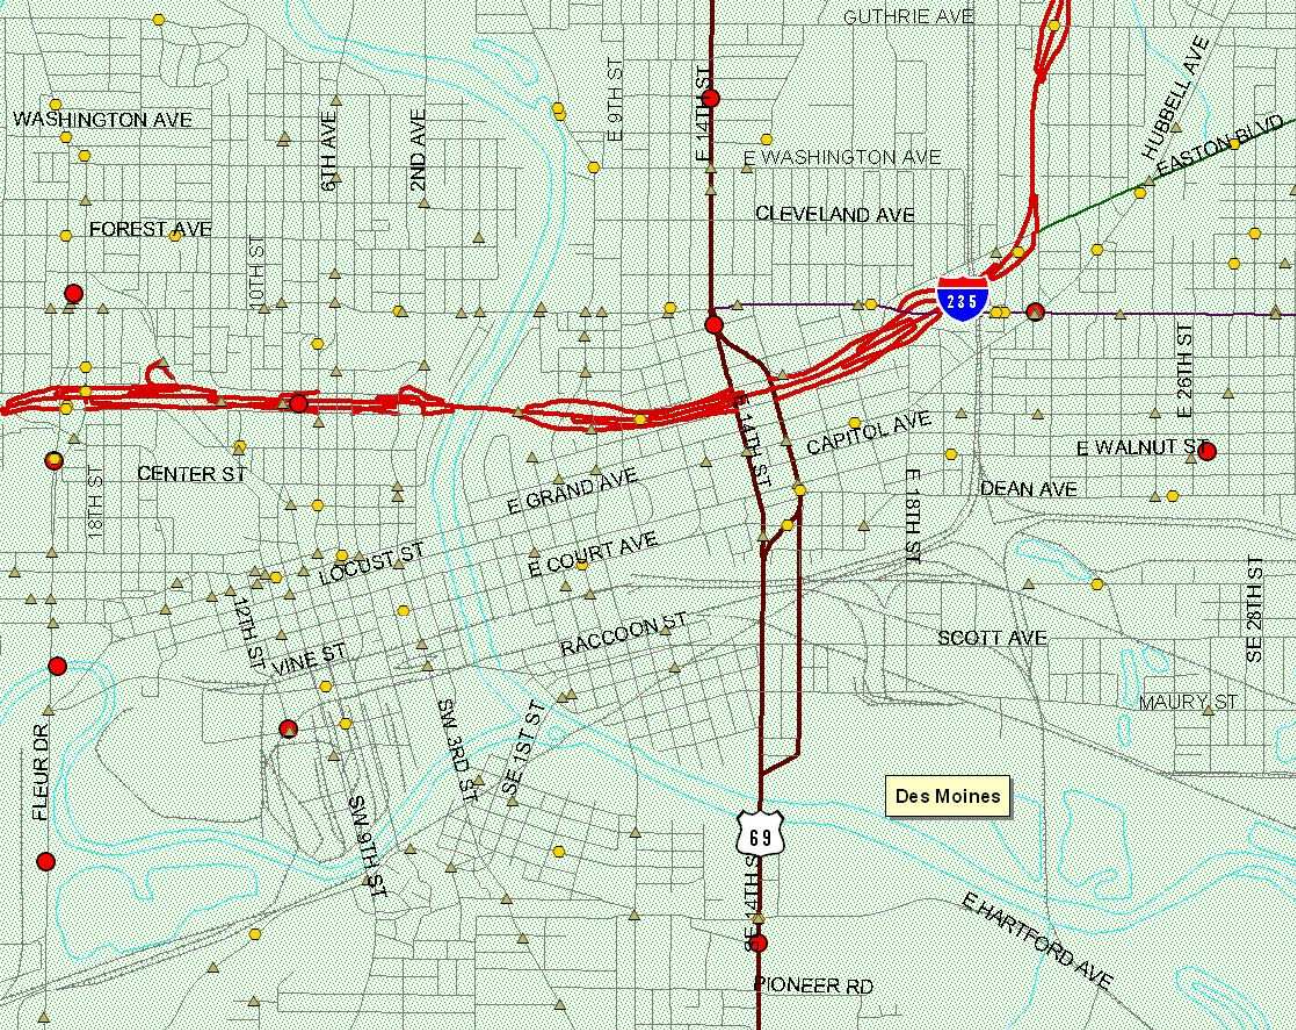 GUTHRIE AVE
HUBBELL AVE
E 9TH ST
E 14TH ST
WASHINGTON AVE
6TH AVE
2ND AVE
EASTON BLVD
E WASHINGTON AVE
FOREST AVE
CLEVELAND AVE
10TH ST
235
E 26TH ST
E 14TH ST
CAPITOL AVE
E WALNUT ST
CENTER ST
18TH ST
E GRAND AVE
E 18TH ST
DEAN AVE
LOCUST ST
E COURT AVE
12TH ST
SE 28TH ST
RACCOON ST
SCOTT AVE
VINE ST
MAURY ST
FLEUR DR
SW 3RD ST
SE 1ST ST
Des Moines
SW 9TH ST
69
SE 14TH S
E HARTFORD AVE
PIONEER RD